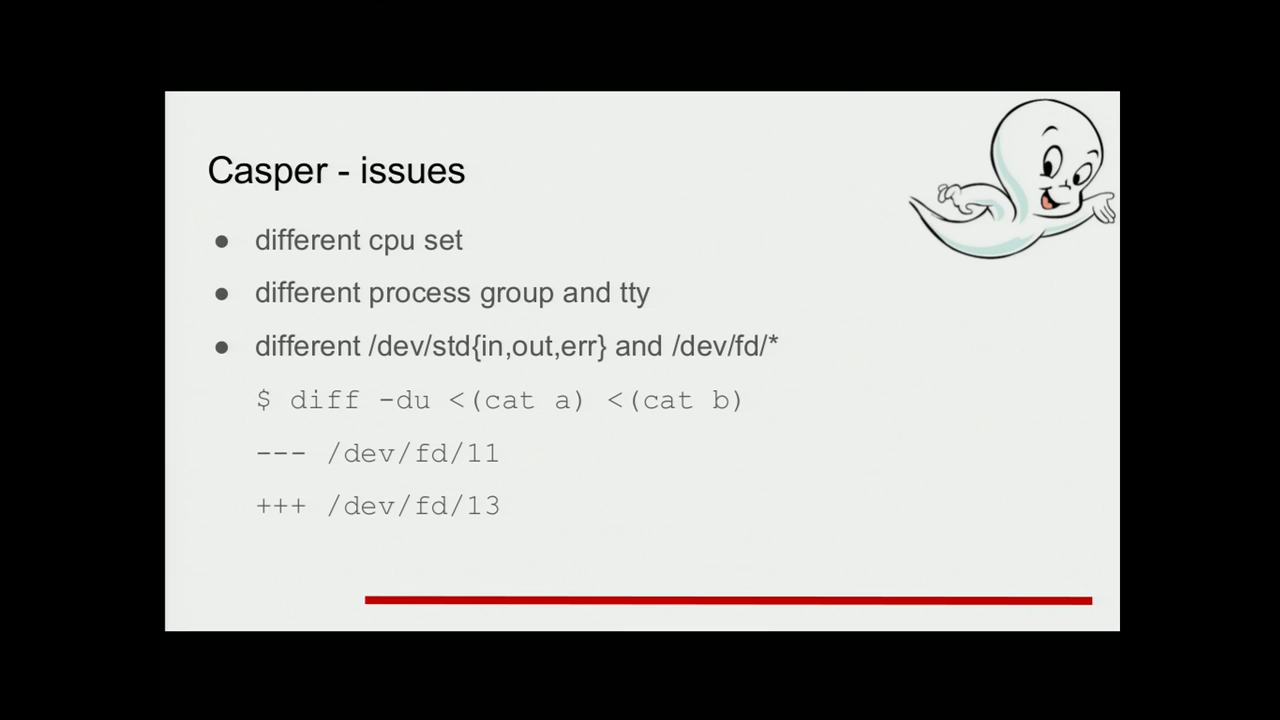 Casper - issues
● different cpu set
● different process group and tty
● different /dev/std{in,out,err} and /dev/fd/*
$ diff -du <(cat a) <(cat b)
--- /dev/fd/11
+++ /dev/fd/13